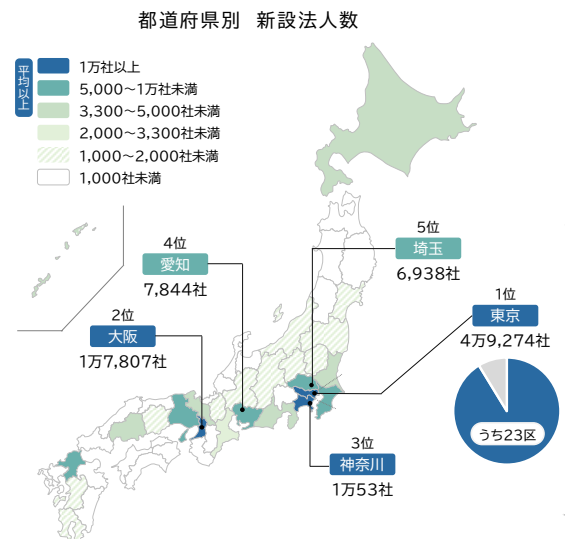 都道府県別 新設法人数
平均以上
1万社以上
5,000～1万社未満
3,300～5,000社未満
2,000～3,300社未満
1,000～2,000社未満
1,000社未満
4位
愛知
7,844社
5位
埼玉
6,938社
2位
大阪
1万7,807社
1位
東京
4万9,274社
うち23区
3位
神奈川
1万53社